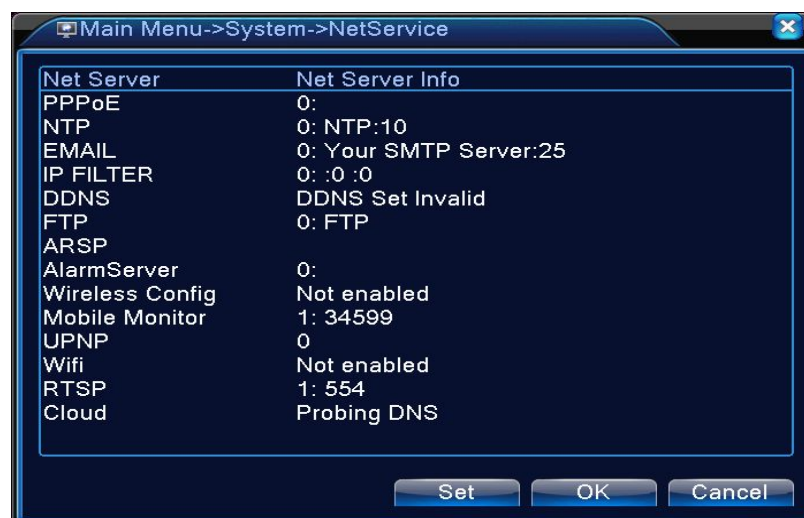 Main Menu->System->NetService
Net Server Net Server Info
PPPoE 0:
NTP 0: NTP:10
EMAIL 0: Your SMTP Server:25
IP FILTER 0: :0 :0
DDNS DDNS Set Invalid
FTP 0: FTP
ARSP
AlarmServer 0:
Wireless Config Not enabled
Mobile Monitor 1: 34599
UPNP 0
Wifi Not enabled
RTSP 1: 554
Cloud Probing DNS
Set OK Cancel